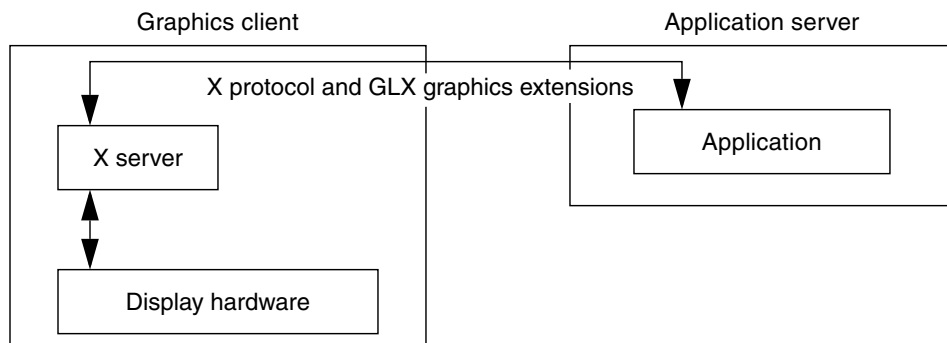 Graphics client
Application server
X protocol and GLX graphics extensions
X server
Application
Display hardware